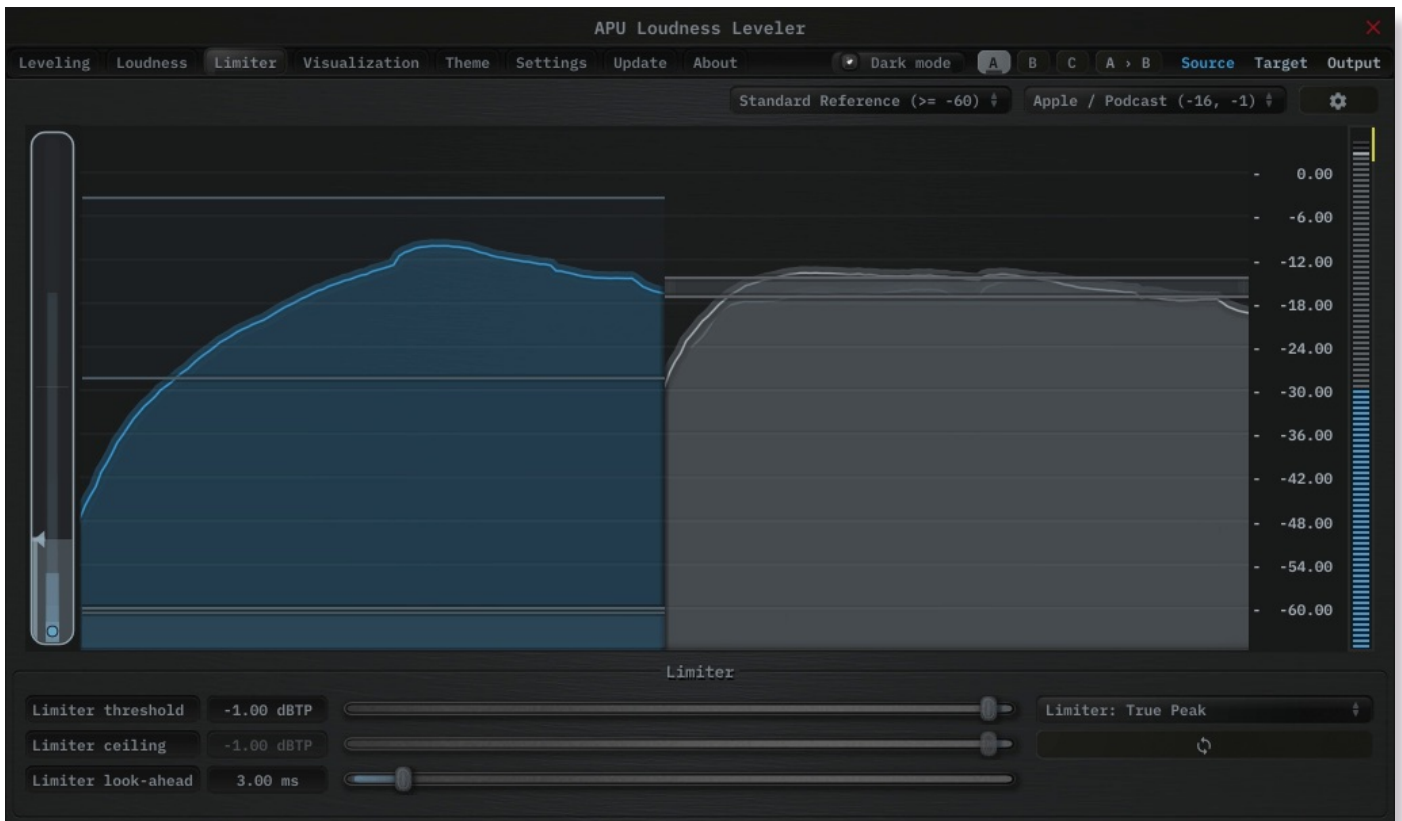 APU Loudness Leveler
Leveling Loudness Limiter Visualization Theme Settings Update About Dark mode A B C A › B Source Target Output
Standard Reference (>= -60) Apple / Podcast (-16, -1)
- 0.00
- -6.00
- -12.00
- -18.00
- -24.00
- -30.00
- -36.00
- -42.00
- -48.00
- -54.00
- -60.00
Limiter
Limiter threshold -1.00 dBTP Limiter: True Peak
Limiter ceiling -1.00 dBTP
Limiter look-ahead 3.00 ms